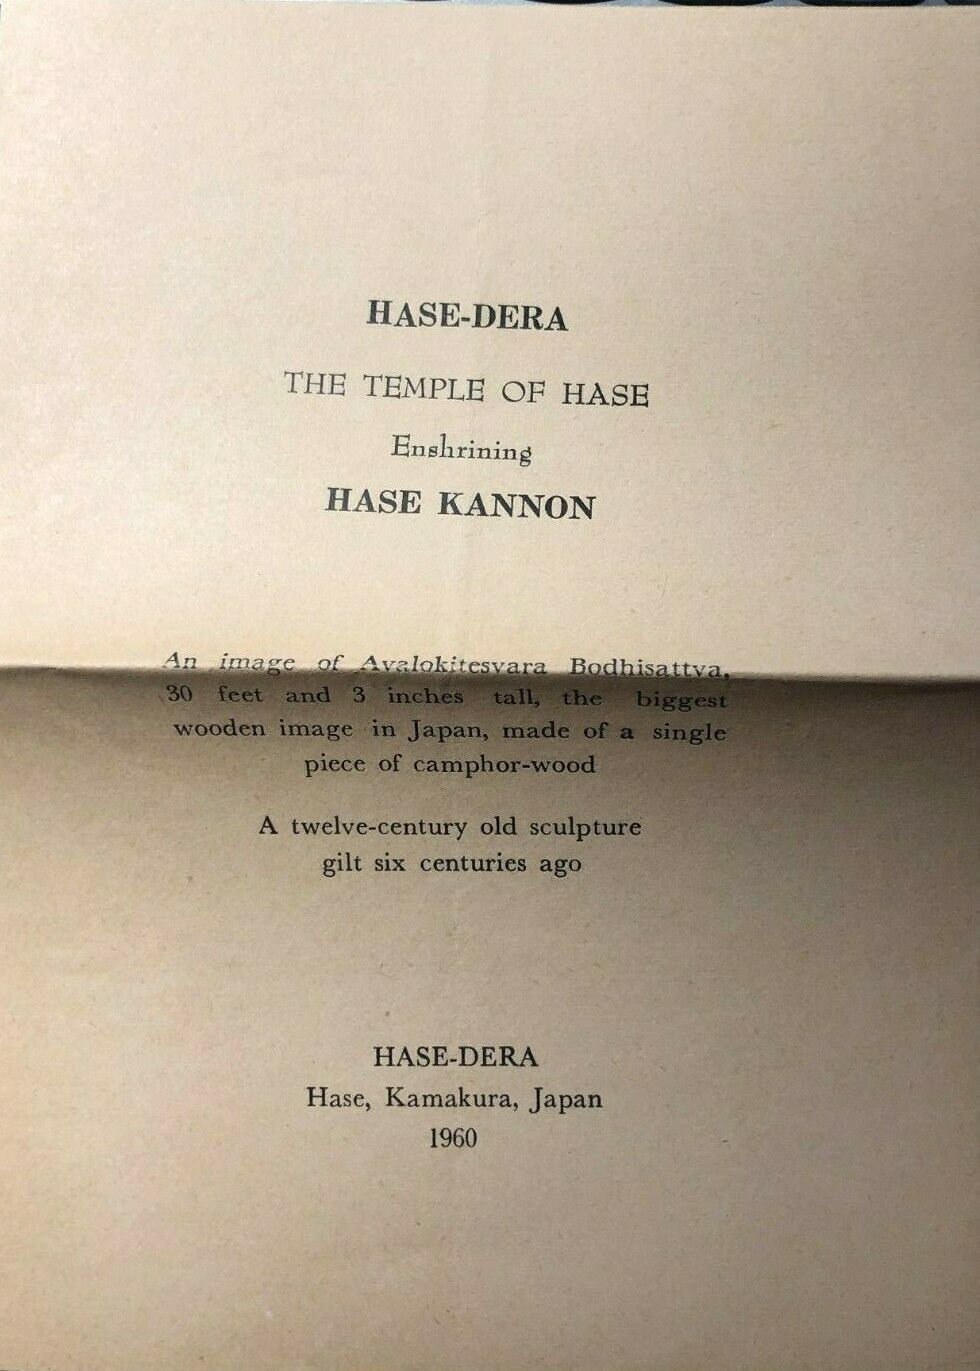 HASE-DERA
THE TEMPLE OF HASE
Enshrining
HASE KANNON
An image of Avalokitesvara Bodhisattva,
30 feet and 3 inches tall, the biggest
wooden image in Japan, made of a single
piece of camphor-wood
A twelve-century old sculpture
gilt six centuries ago
HASE-DERA
Hase, Kamakura, Japan
1960